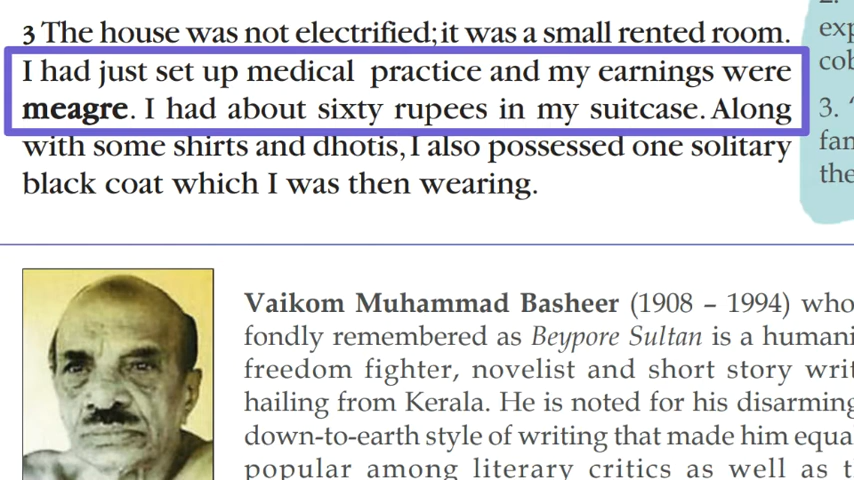 3 The house was not electrified; it was a small rented room.
I had just set up medical practice and my earnings were
meagre. I had about sixty rupees in my suitcase. Along
with some shirts and dhotis, I also possessed one solitary
black coat which I was then wearing.
2.
3. "
the
Vaikom Muhammad Basheer (1908 – 1994) who
fondly remembered as Beypore Sultan is a
freedom fighter, novelist and short story
hailing from Kerala. He is noted for his
down-to-earth style of writing that made him
popular among literary critics as well as